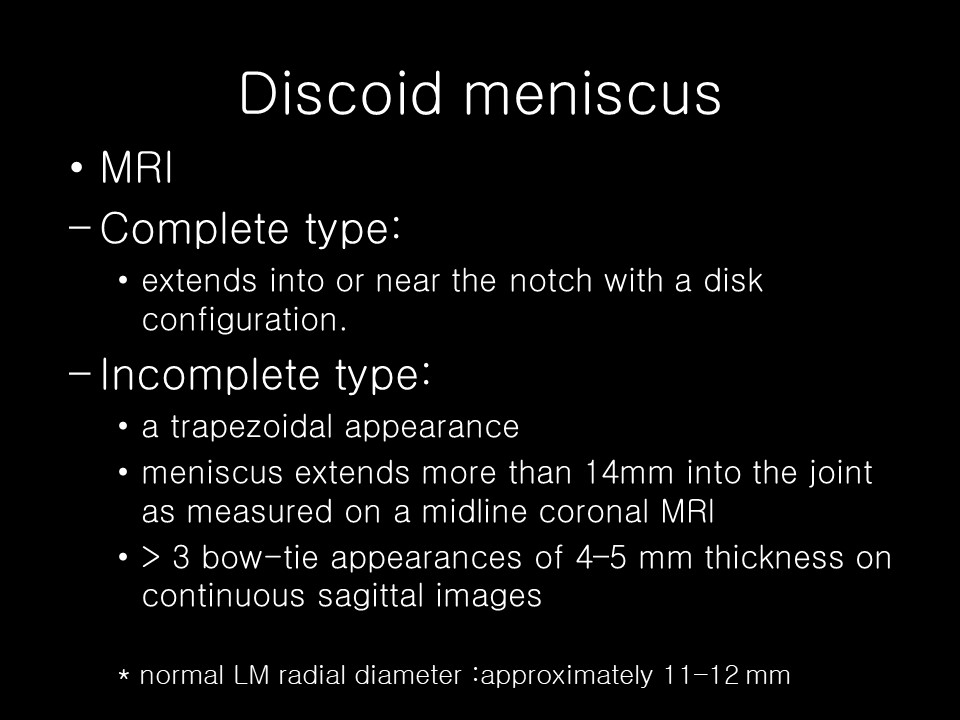 Discoid meniscus
• MRI
–Complete type:
• extends into or near the notch with a disk
configuration.
–Incomplete type:
• a trapezoidal appearance
• meniscus extends more than 14mm into the joint
as measured on a midline coronal MRI
• > 3 bow-tie appearances of 4–5 mm thickness on
continuous sagittal images
* normal LM radial diameter :approximately 11–12 mm